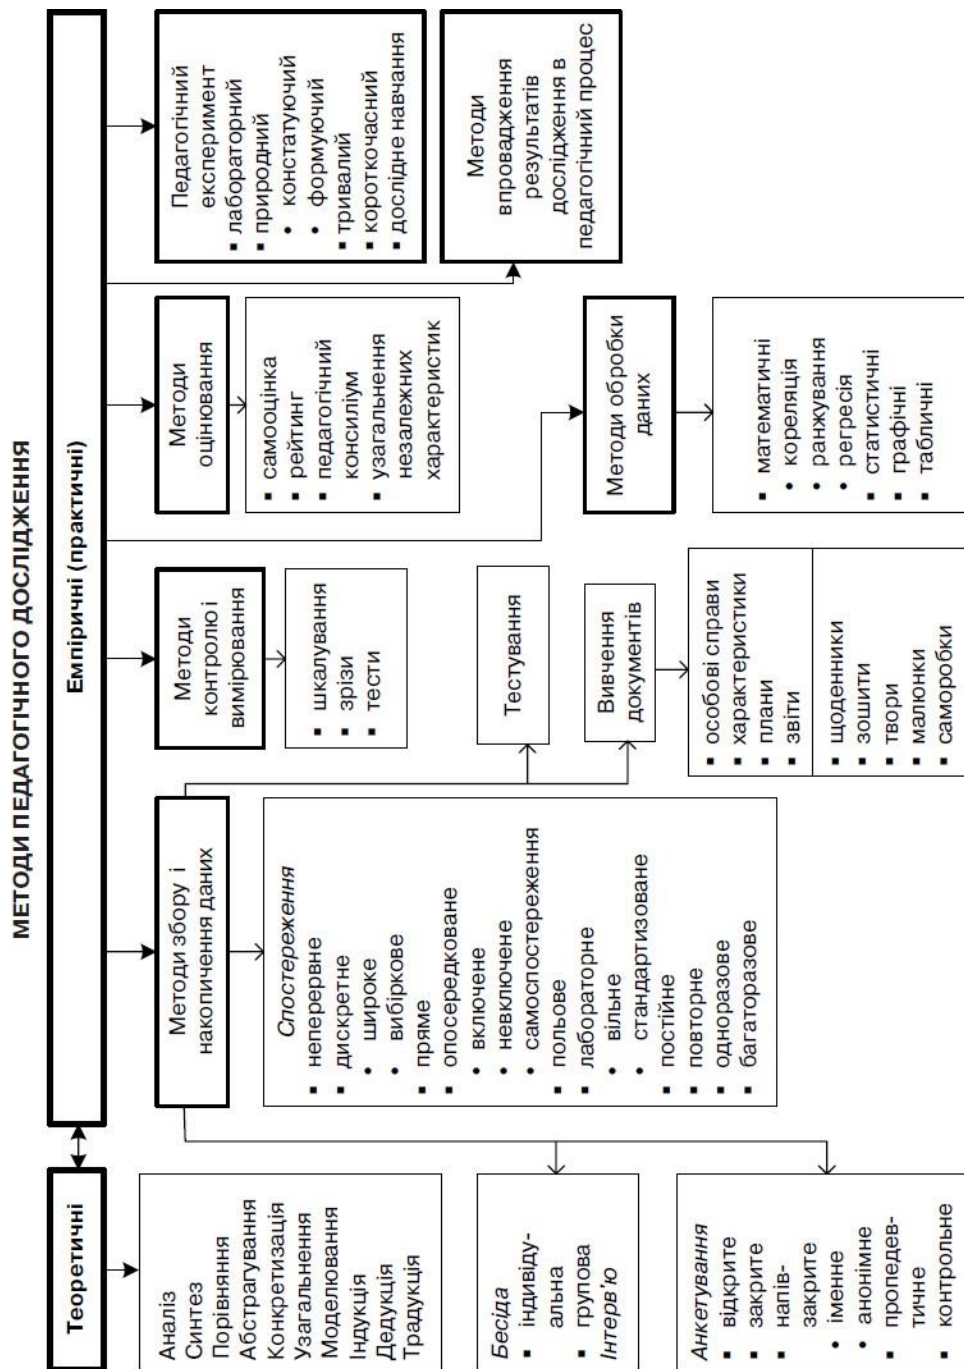 МЕТОДИ ПЕДАГОГІЧНОГО ДОСЛІДЖЕННЯ
Теоретичні
Емпіричні (практичні)
Аналіз
Синтез
Порівняння
Абстрагування
Конкретизація
Узагальнення
Моделювання
Індукція
Дедукція
Традукція
Методи збору і
накопичення даних
Методи
контролю і
вимірювання
Методи
оцінювання
Педагогічний
експеримент
▪ лабораторний
▪ природний
• констатуючий
• формуючий
▪ тривалий
▪ короткочасний
▪ дослідне навчання
Спостереження
▪ неперервне
▪ дискретне
• широке
• вибіркове
▪ пряме
▪ опосередковане
• включене
• невключене
• самоспостереження
▪ польове
▪ лабораторне
• вільне
• стандартизоване
▪ постійне
▪ повторне
▪ одноразове
▪ багаторазове
▪ шкалування
▪ зрізи
▪ тести
▪ самооцінка
▪ рейтинг
▪ педагогічний
консиліум
▪ узагальнення
незалежних
характеристик
Методи
впровадження
результатів
дослідження в
педагогічний процес
Бесіда
▪ індивіду-
альна
▪ групова
Інтерв’ю
Тестування
Вивчення
документів
Методи обробки
даних
Анкетування
▪ відкрите
▪ закрите
▪ напів-
закрите
• іменне
• анонімне
▪ пропедев-
тичне
▪ контрольне
▪ особові справи
▪ характеристики
▪ плани
▪ звіти
▪ щоденники
▪ зошити
▪ твори
▪ малюнки
▪ саморобки
▪ математичні
• кореляція
• ранжування
• регресія
▪ статистичні
▪ графічні
▪ табличні